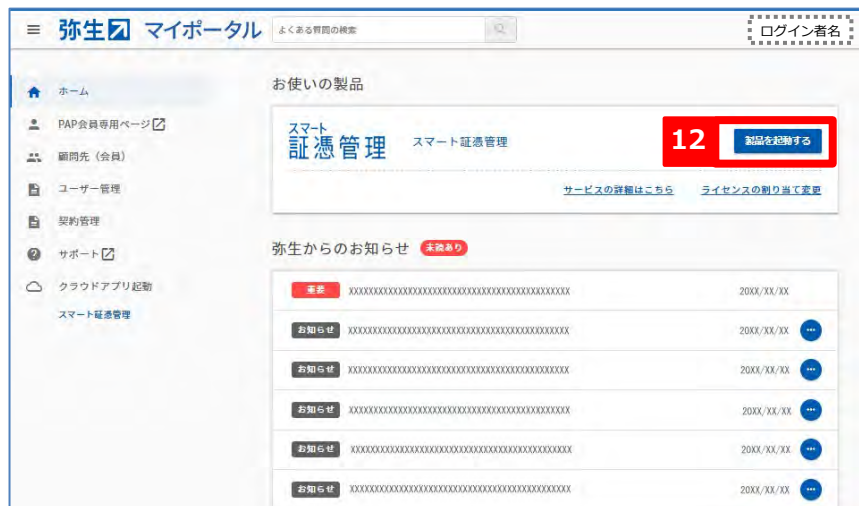 弥生 マイポータル
よくある質問の検索
ログイン者名
ホーム
PAP会員専用ページ
顧問先（会員）
ユーザー管理
契約管理
サポート
クラウドアプリ起動
スマート証憑管理
お使いの製品
スマート
証憑管理
スマート証憑管理
12
製品を起動する
サービスの詳細はこちら
ライセンスの割り当て変更
弥生からのお知らせ 未読あり
重要 XXXXXXXXXXXXXXXXXXXXXXXXXXXXXXXXXXXXXXXXXXXXX 20XX/XX/XX
お知らせ XXXXXXXXXXXXXXXXXXXXXXXXXXXXXXXXXXXXXXXXXXXXX 20XX/XX/XX
お知らせ XXXXXXXXXXXXXXXXXXXXXXXXXXXXXXXXXXXXXXXXXXXXX 20XX/XX/XX
お知らせ XXXXXXXXXXXXXXXXXXXXXXXXXXXXXXXXXXXXXXXXXXXXX 20XX/XX/XX
お知らせ XXXXXXXXXXXXXXXXXXXXXXXXXXXXXXXXXXXXXXXXXXXXX 20XX/XX/XX
お知らせ XXXXXXXXXXXXXXXXXXXXXXXXXXXXXXXXXXXXXXXXXXXXX 20XX/XX/XX